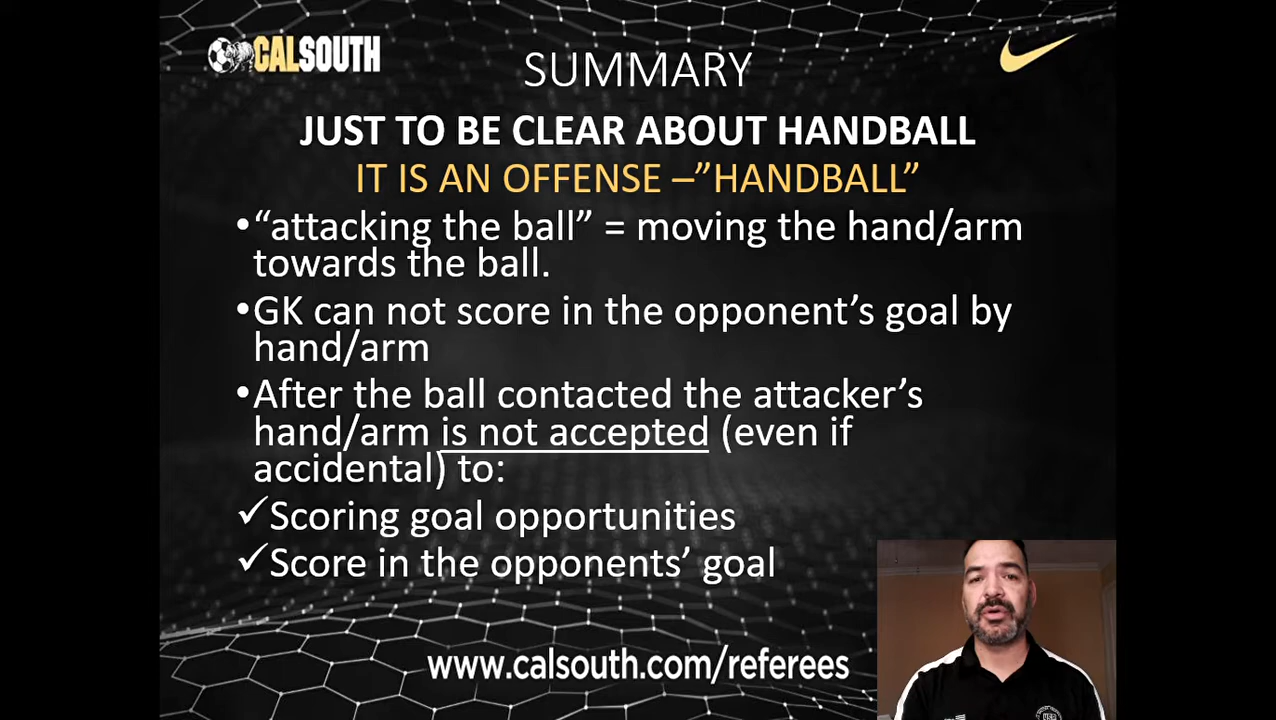 CALSOUTH
SUMMARY
JUST TO BE CLEAR ABOUT HANDBALL
IT IS AN OFFENSE –”HANDBALL”
•“attacking the ball” = moving the hand/arm
towards the ball.
•GK can not score in the opponent’s goal by
hand/arm
•After the ball contacted the attacker’s
hand/arm is not accepted (even if
accidental) to:
✓Scoring goal opportunities
✓Score in the opponents’ goal
www.calsouth.com/referees